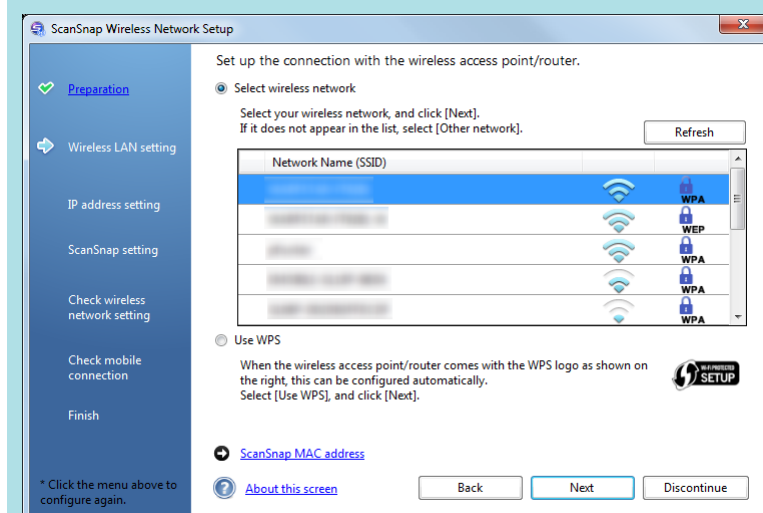 ScanSnap Wireless Network Setup
Set up the connection with the wireless access point/router.
Preparation
Wireless LAN setting
IP address setting
ScanSnap setting
Check wireless
network setting
Check mobile
connection
Finish
* Click the menu above to
configure again.
Select wireless network
Select your wireless network, and click [Next].
If it does not appear in the list, select [Other network].
Refresh
Network Name (SSID)
WPA
WEP
WPA
WPA
WPA
Use WPS
When the wireless access point/router comes with the WPS logo as shown on
the right, this can be configured automatically.
Select [Use WPS], and click [Next].
WI-FI PROTECTED
SETUP
ScanSnap MAC address
About this screen
Back
Next
Discontinue